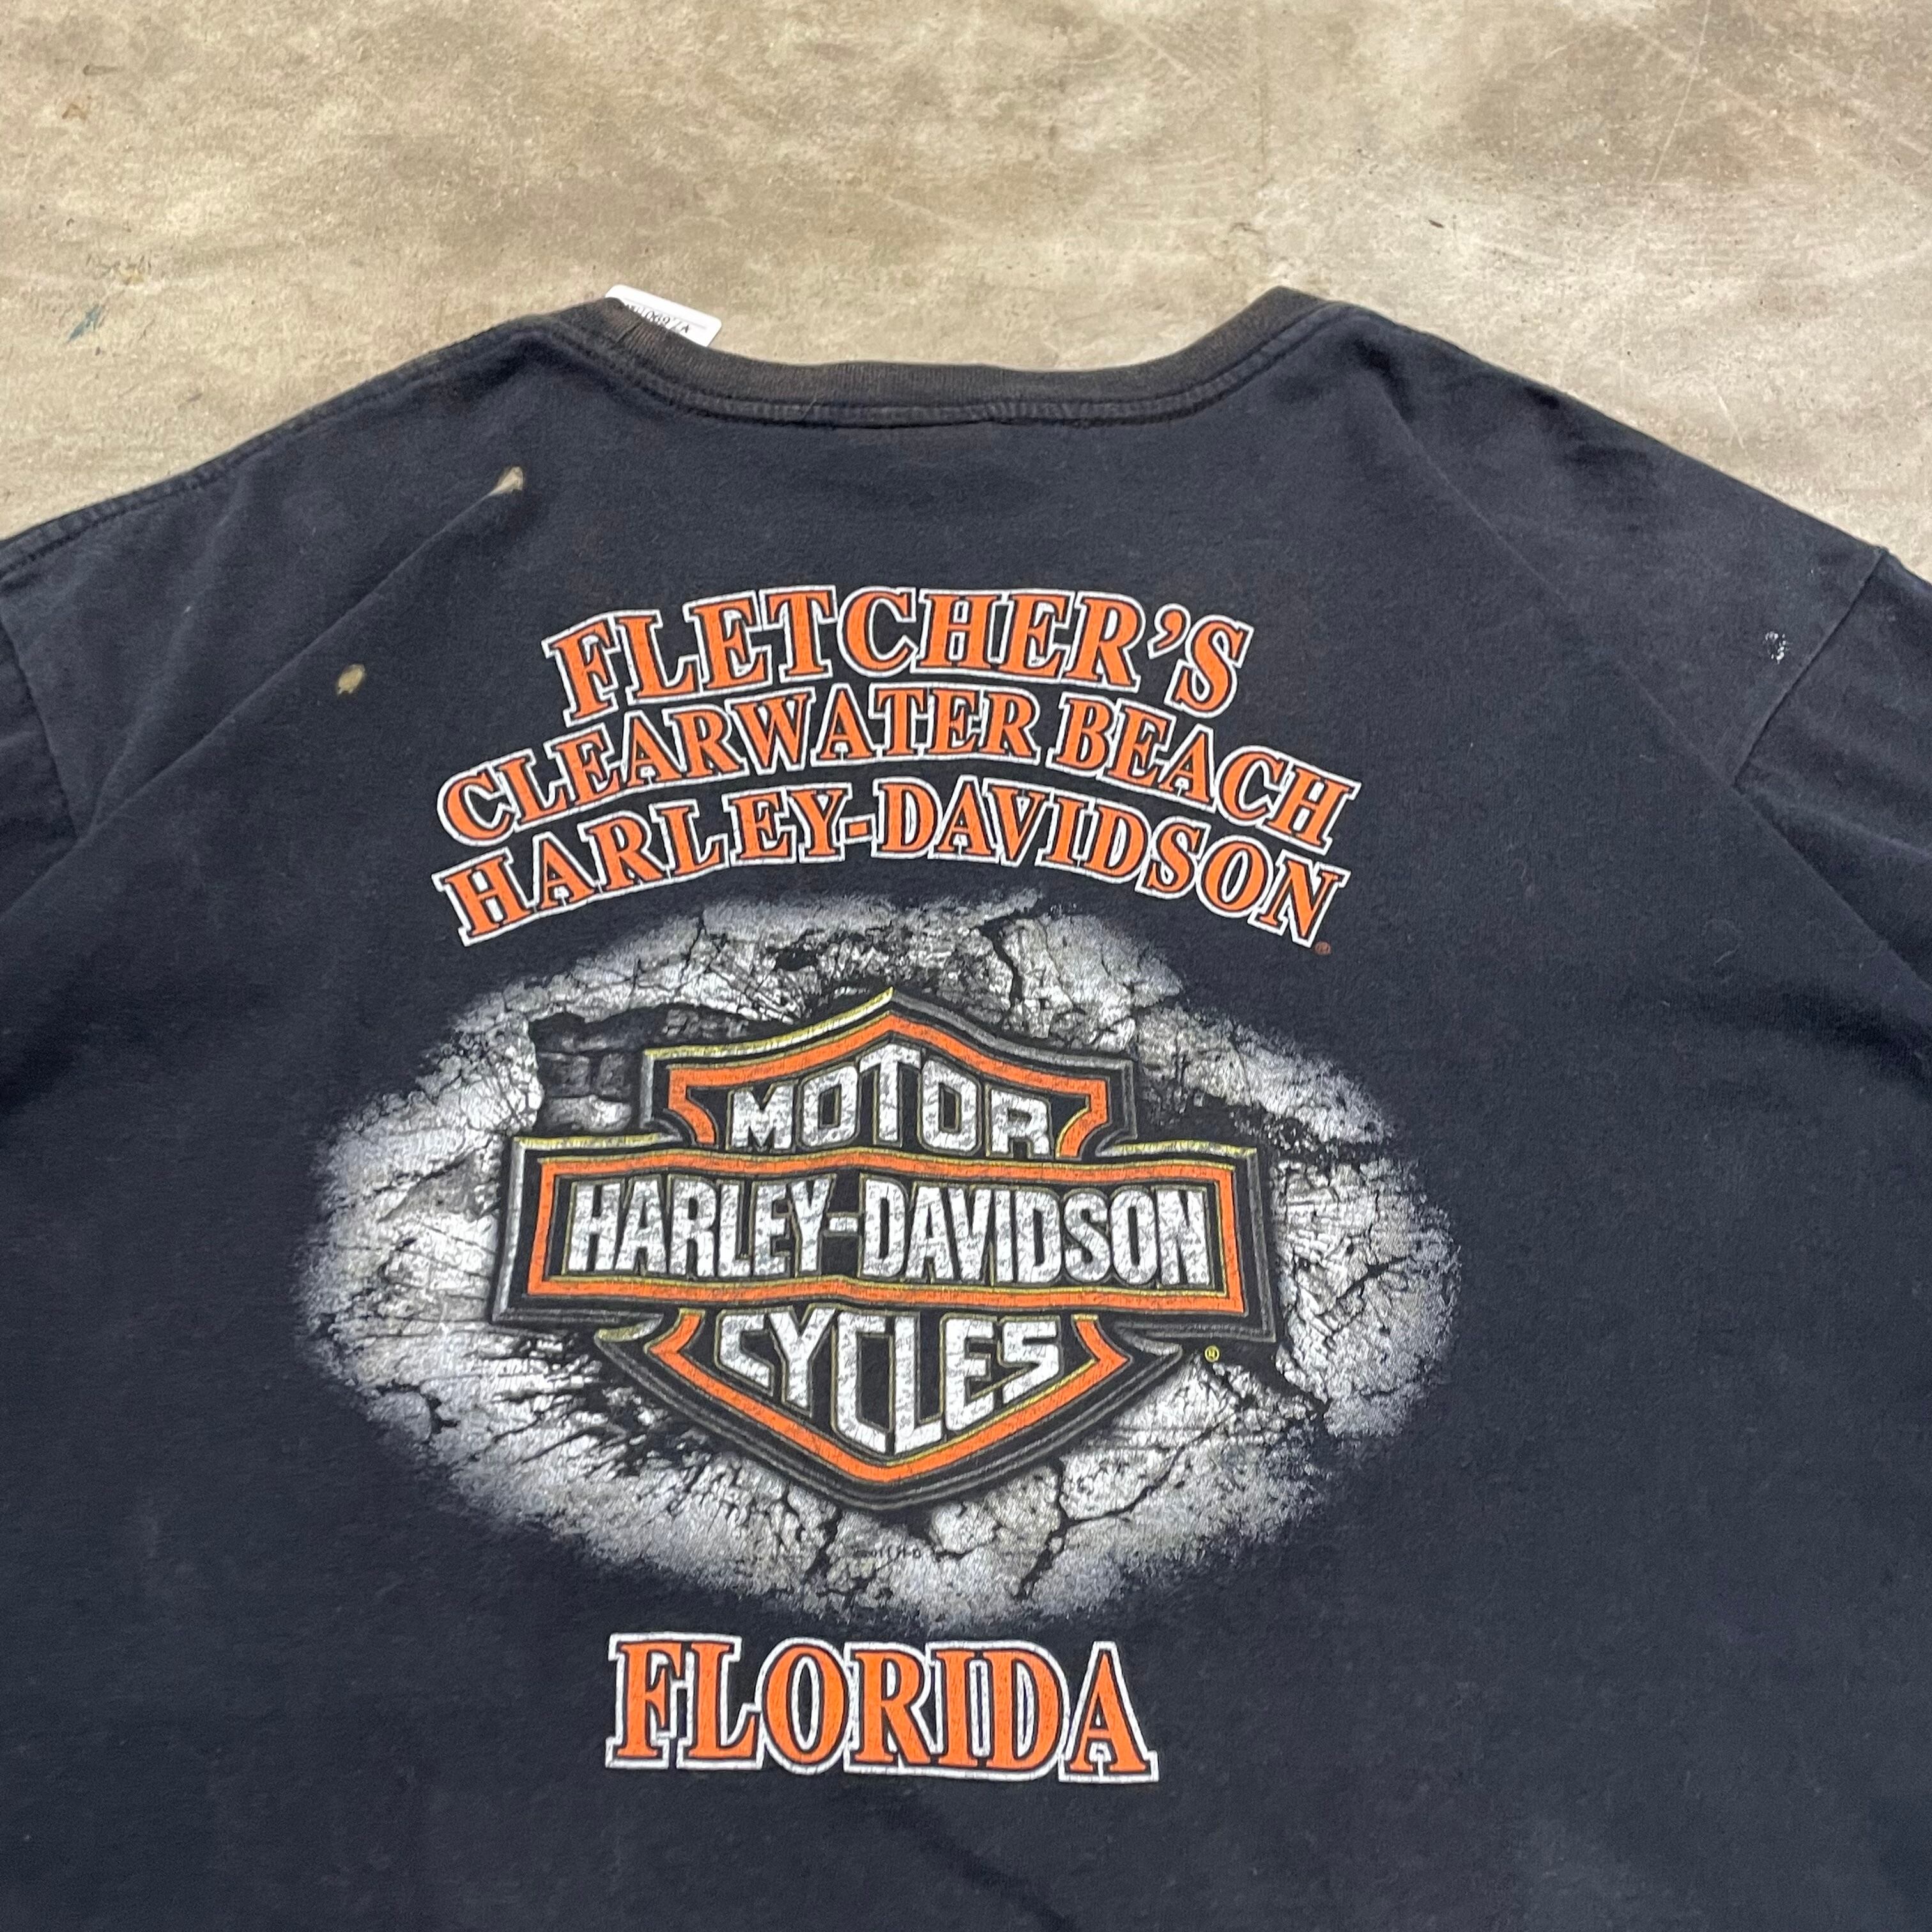 FLETCHER'S
CLEARWATER BEACH
HARLEY-DAVIDSON®
MOTOR
HARLEY-DAVIDSON
CYCLES®
FLORIDA